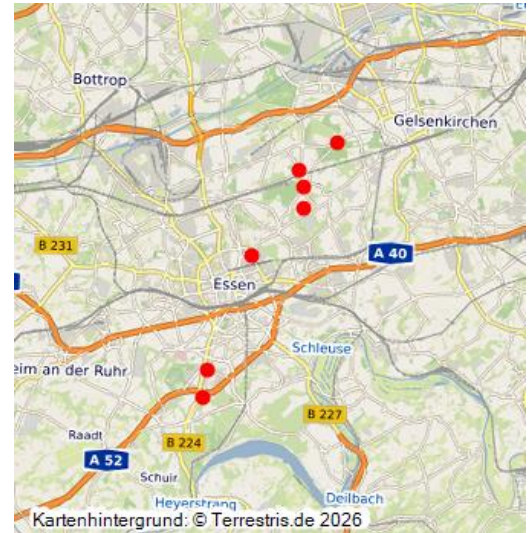 Bottrop
Gelsenkirchen
B 231
A 40
Essen
Schleuse
eim an der Ruhr
B 227
Raadt
B 224
A 52
Schuir
Heyerstrang
Deilbach
Kartenhintergrund: © Terrestris.de 2026